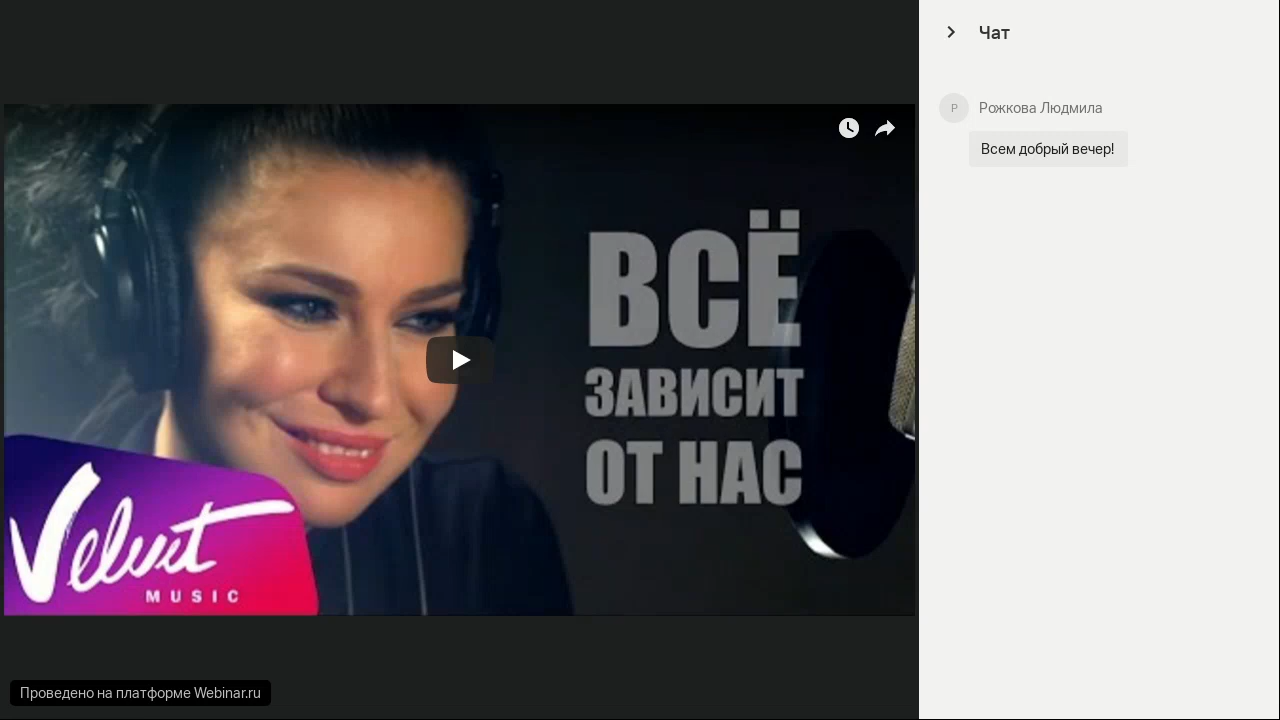 Чат
Р
Рожкова Людмила
Всем добрый вечер!
ВСЁ
ЗАВИСИТ
ОТ НАС
Velvet
MUSIC
Проведено на платформе Webinar.ru